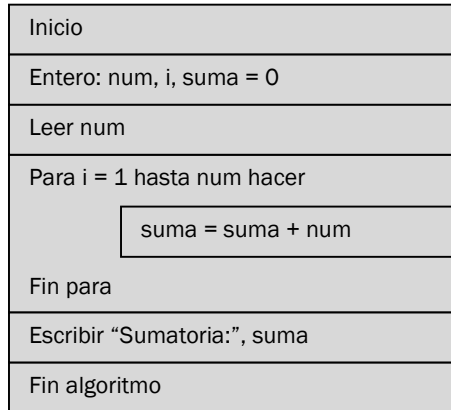 Inicio
Entero: num, i, suma = 0
Leer num
Para i = 1 hasta num hacer
suma = suma + num
Fin para
Escribir “Sumatoria:”, suma
Fin algoritmo